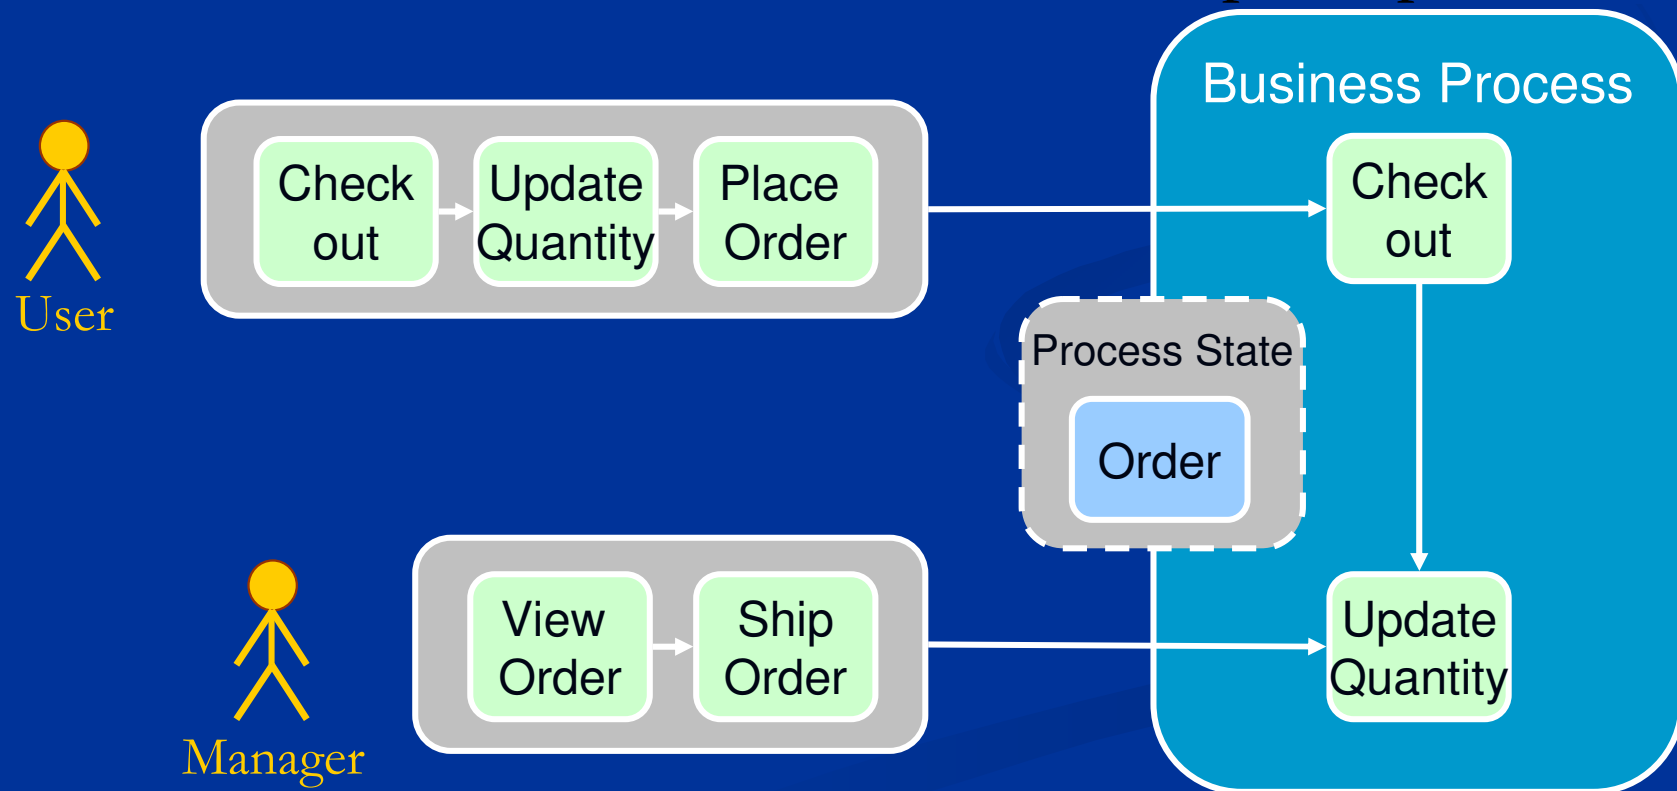 Business Process
Check
out
Update
Quantity
Place
Order
Check
out
User
Process State
Order
View
Order
Ship
Order
Update
Quantity
Manager